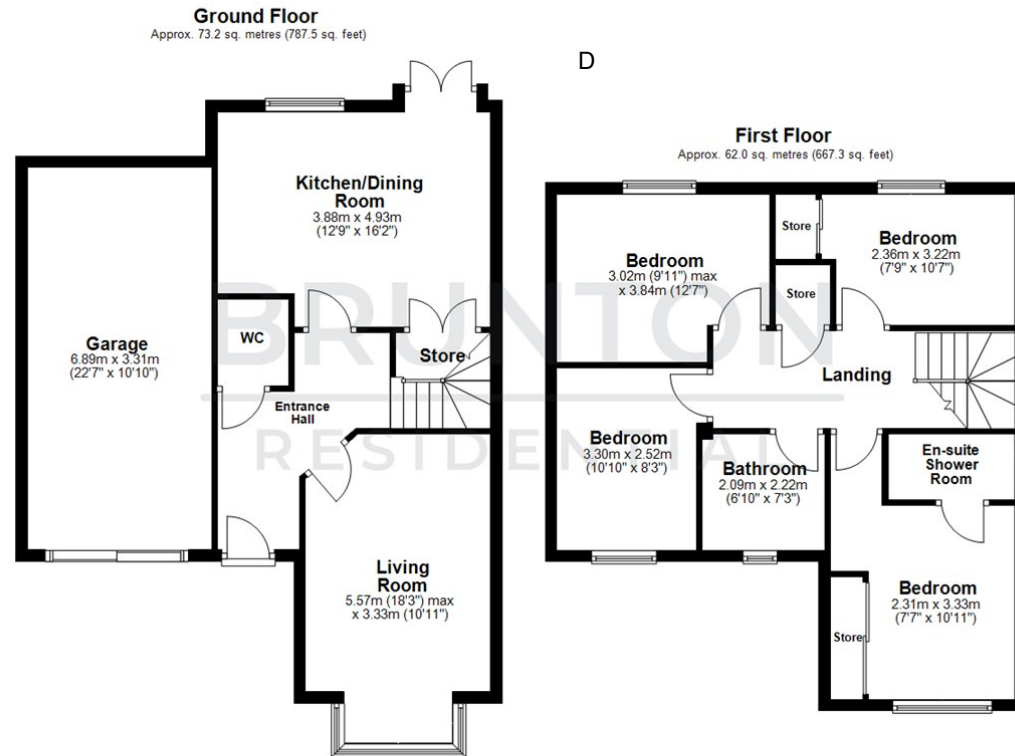 Ground Floor
Approx. 73.2 sq. metres (787.5 sq. feet)
Kitchen/Dining
Room
3.88m x 4.93m
(12'9" x 16'2")
Garage
6.89m x 3.31m
(22'7" x 10'10")
WC
Store
Entrance
Hall
Living
Room
5.57m (18'3") max
x 3.33m (10'11")
D
First Floor
Approx. 62.0 sq. metres (667.3 sq. feet)
Bedroom
3.02m (9'11") max
x 3.84m (12'7")
Store
Bedroom
2.36m x 3.22m
(7'9" x 10'7")
Store
Landing
Bedroom
3.30m x 2.52m
(10'10" x 8'3")
Bathroom
2.09m x 2.22m
(6'10" x 7'3")
En-suite
Shower
Room
Bedroom
2.31m x 3.33m
(7'7" x 10'11")
Store
BRUNTON
RESIDENTIAL